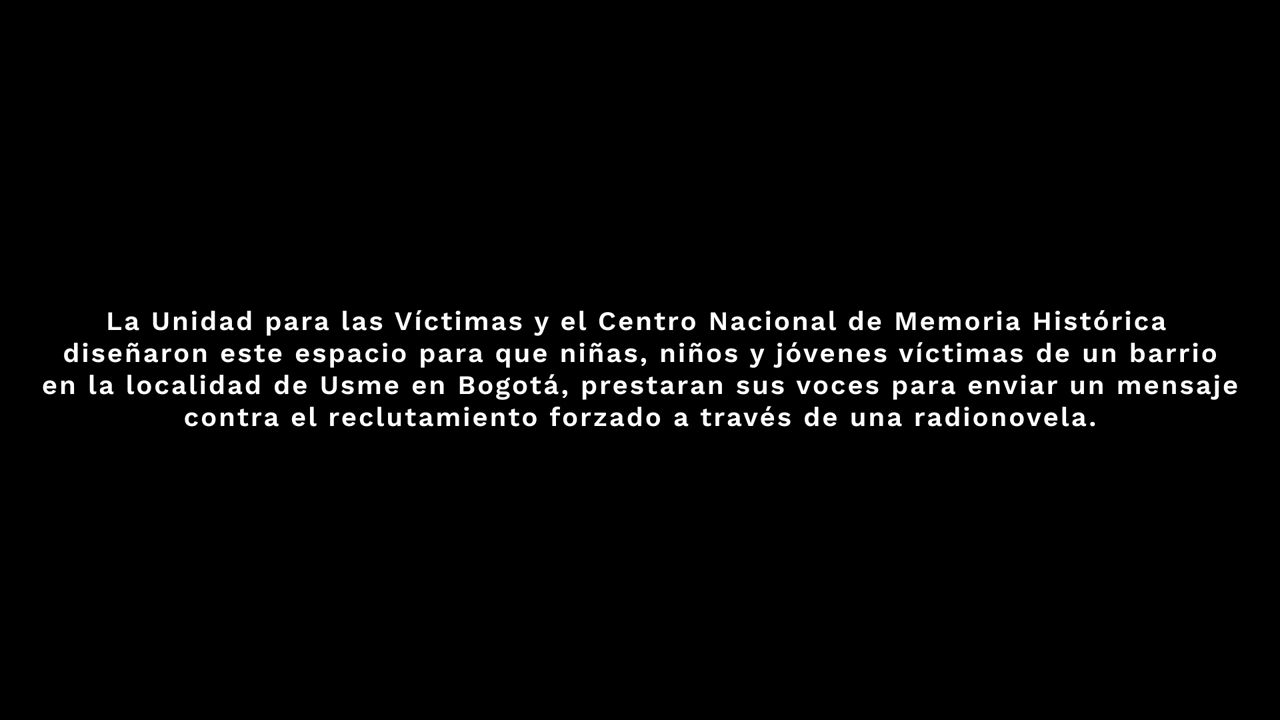 La Unidad para las Víctimas y el Centro Nacional de Memoria Histórica
diseñaron este espacio para que niñas, niños y jóvenes víctimas de un barrio
en la localidad de Usme en Bogotá, prestaran sus voces para enviar un mensaje
contra el reclutamiento forzado a través de una radionovela.